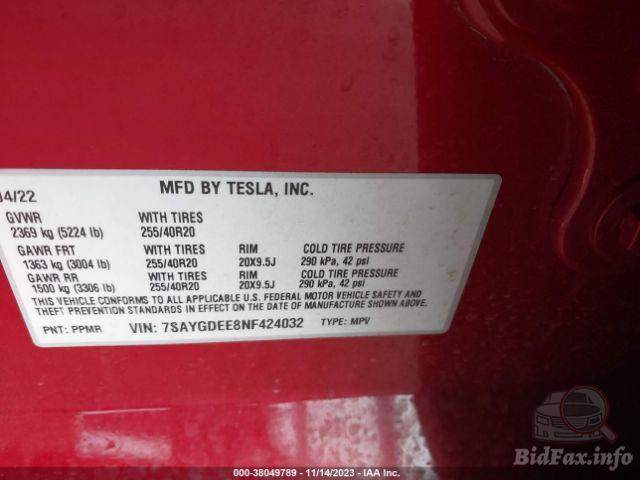 04/22 MFD BY TESLA, INC.
GVWR WITH TIRES
2369 kg (5224 lb) 255/40R20
GAWR FRT WITH TIRES RIM COLD TIRE PRESSURE
1363 kg (3004 lb) 255/40R20 20X9.5J 290 kPa, 42 psi
GAWR RR WITH TIRES RIM COLD TIRE PRESSURE
1500 kg (3306 lb) 255/40R20 20X9.5J 290 kPa, 42 psi
THIS VEHICLE CONFORMS TO ALL APPLICABLE U.S. FEDERAL MOTOR VEHICLE SAFETY AND
THEFT PREVENTION STANDARDS IN EFFECT ON THE DATE OF MANUFACTURE SHOWN ABOVE.
PNT: PPMR VIN: 7SAYGDEE8NF424032 TYPE: MPV
BidFax.info
000-38049789 - 11/14/2023 - IAA Inc.